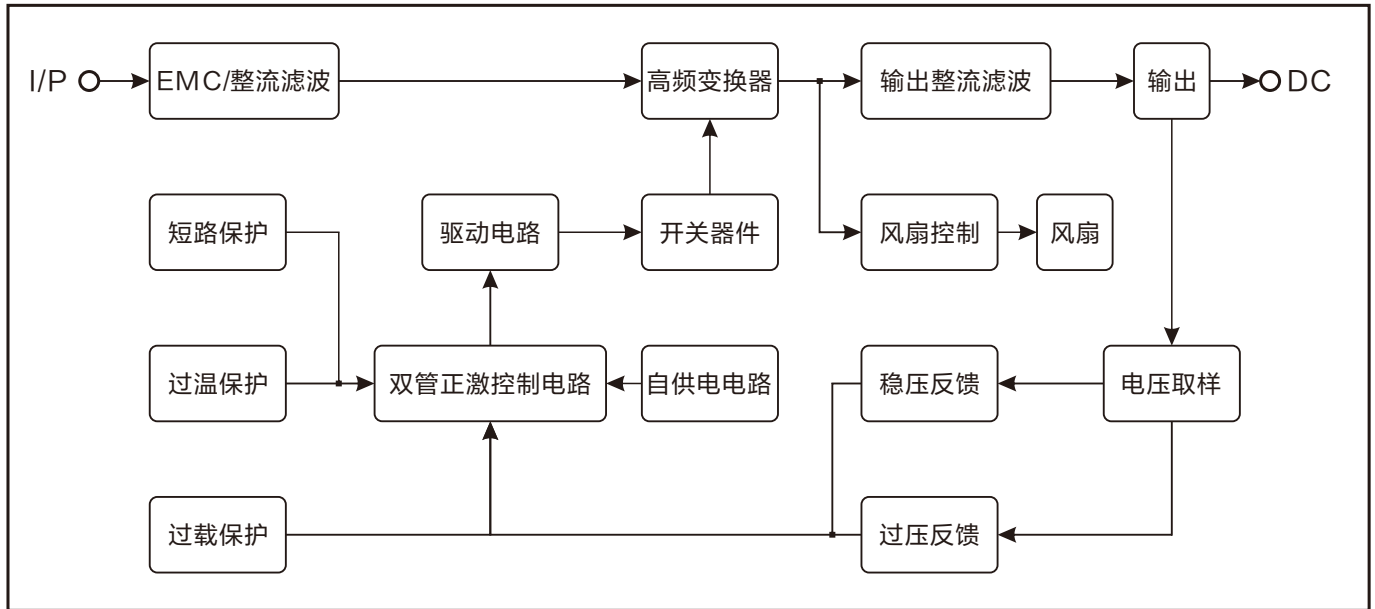 I/P
EMC/整流滤波
高频变换器
输出整流滤波
输出
DC
短路保护
驱动电路
开关器件
风扇控制
风扇
过温保护
双管正激控制电路
自供电电路
稳压反馈
电压取样
过载保护
过压反馈